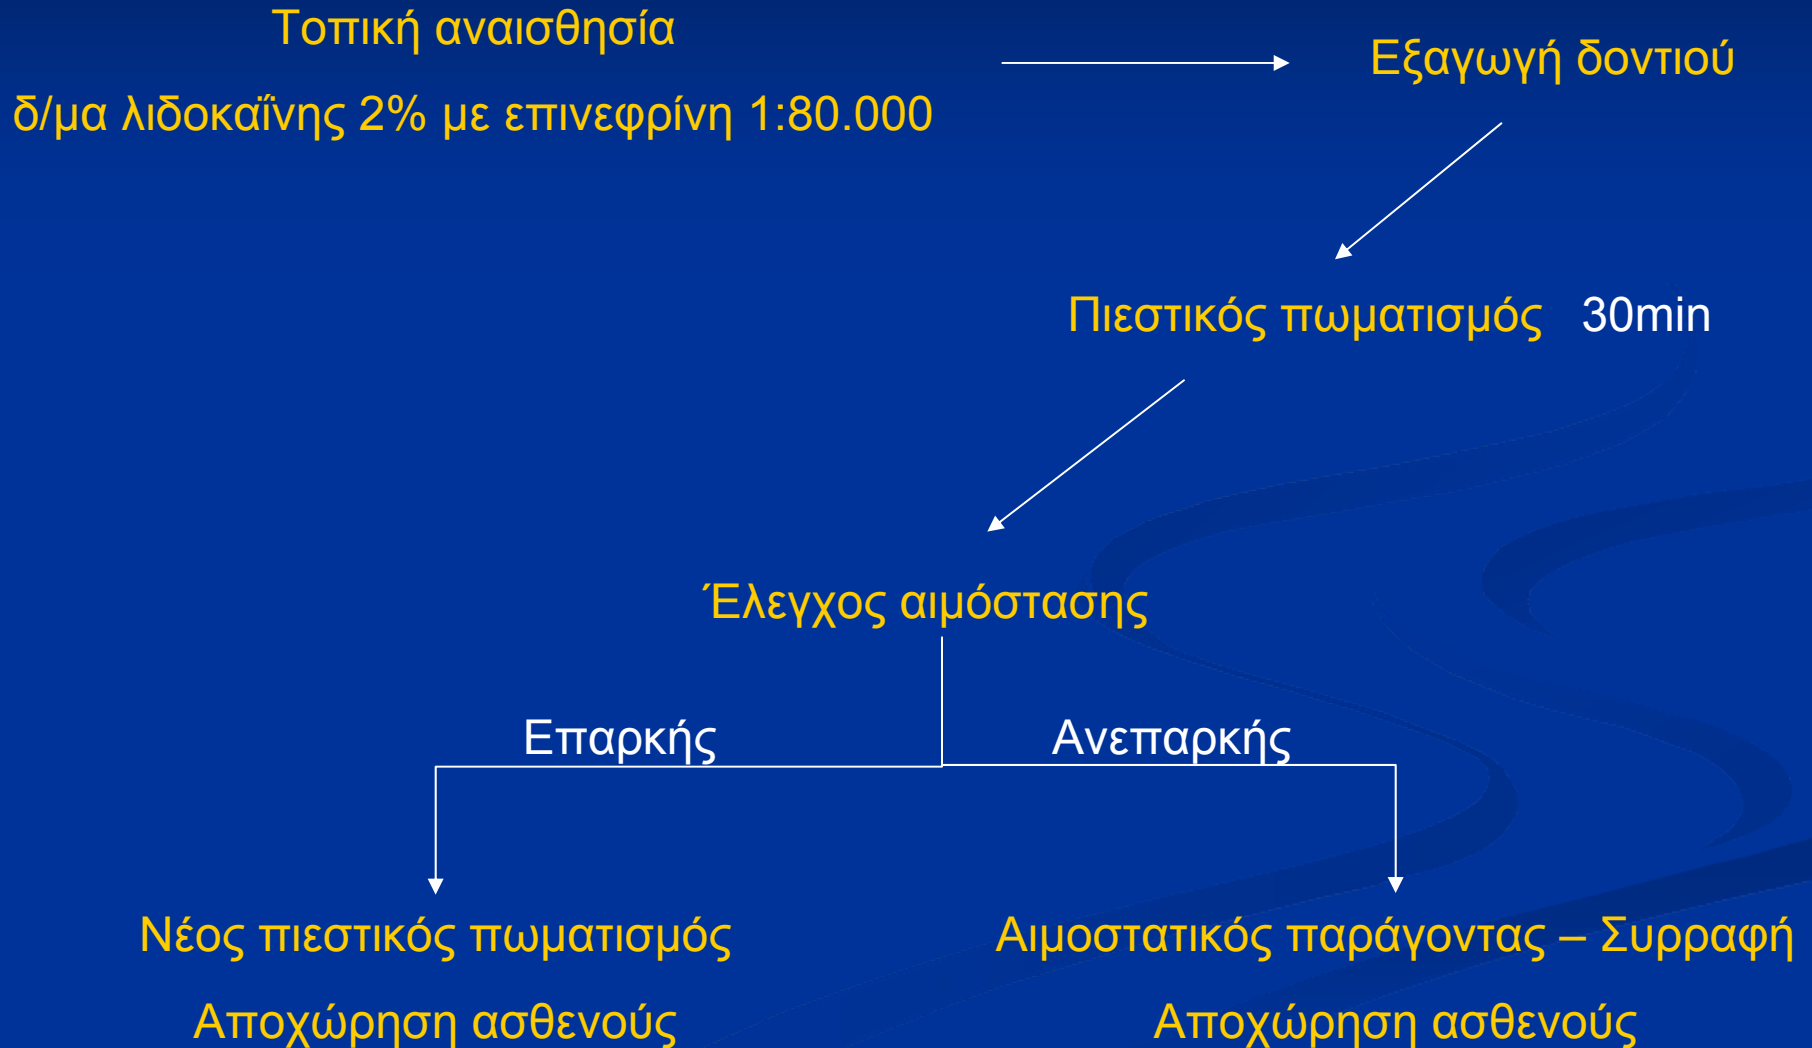 Τοπική αναισθησία
δ/μα λιδοκαΐνης 2% με επινεφρίνη 1:80.000
Εξαγωγή δοντιού
Πιεστικός πωματισμός 30min
Έλεγχος αιμόστασης
Επαρκής
Ανεπαρκής
Νέος πιεστικός πωματισμός
Αποχώρηση ασθενούς
Αιμοστατικός παράγοντας – Συρραφή
Αποχώρηση ασθενούς